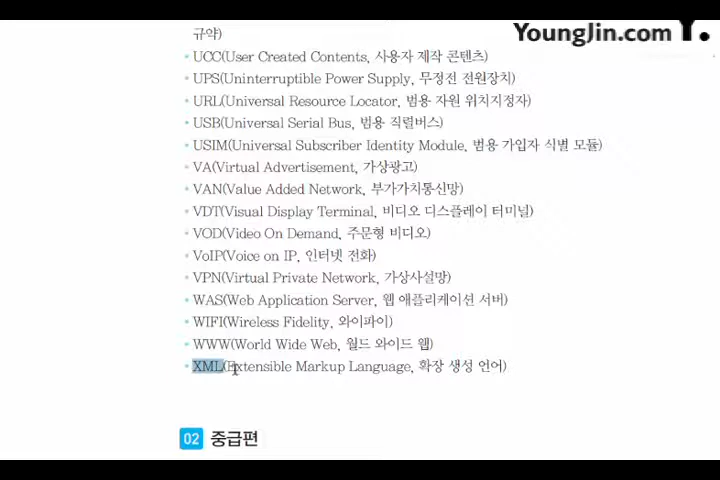 YoungJin.com Y.
규약)
• UCC(User Created Contents, 사용자 제작 콘텐츠)
• UPS(Uninterruptible Power Supply, 무정전 전원장치)
• URL(Universal Resource Locator, 범용 자원 위치지정자)
• USB(Universal Serial Bus, 범용 직렬버스)
• USIM(Universal Subscriber Identity Module, 범용 가입자 식별 모듈)
• VA(Virtual Advertisement, 가상광고)
• VAN(Value Added Network, 부가가치통신망)
• VDT(Visual Display Terminal, 비디오 디스플레이 터미널)
• VOD(Video On Demand, 주문형 비디오)
• VoIP(Voice on IP, 인터넷 전화)
• VPN(Virtual Private Network, 가상사설망)
• WAS(Web Application Server, 웹 애플리케이션 서버)
• WIFI(Wireless Fidelity, 와이파이)
• WWW(World Wide Web, 월드 와이드 웹)
• XML(Extensible Markup Language, 확장 생성 언어)
02 중급편